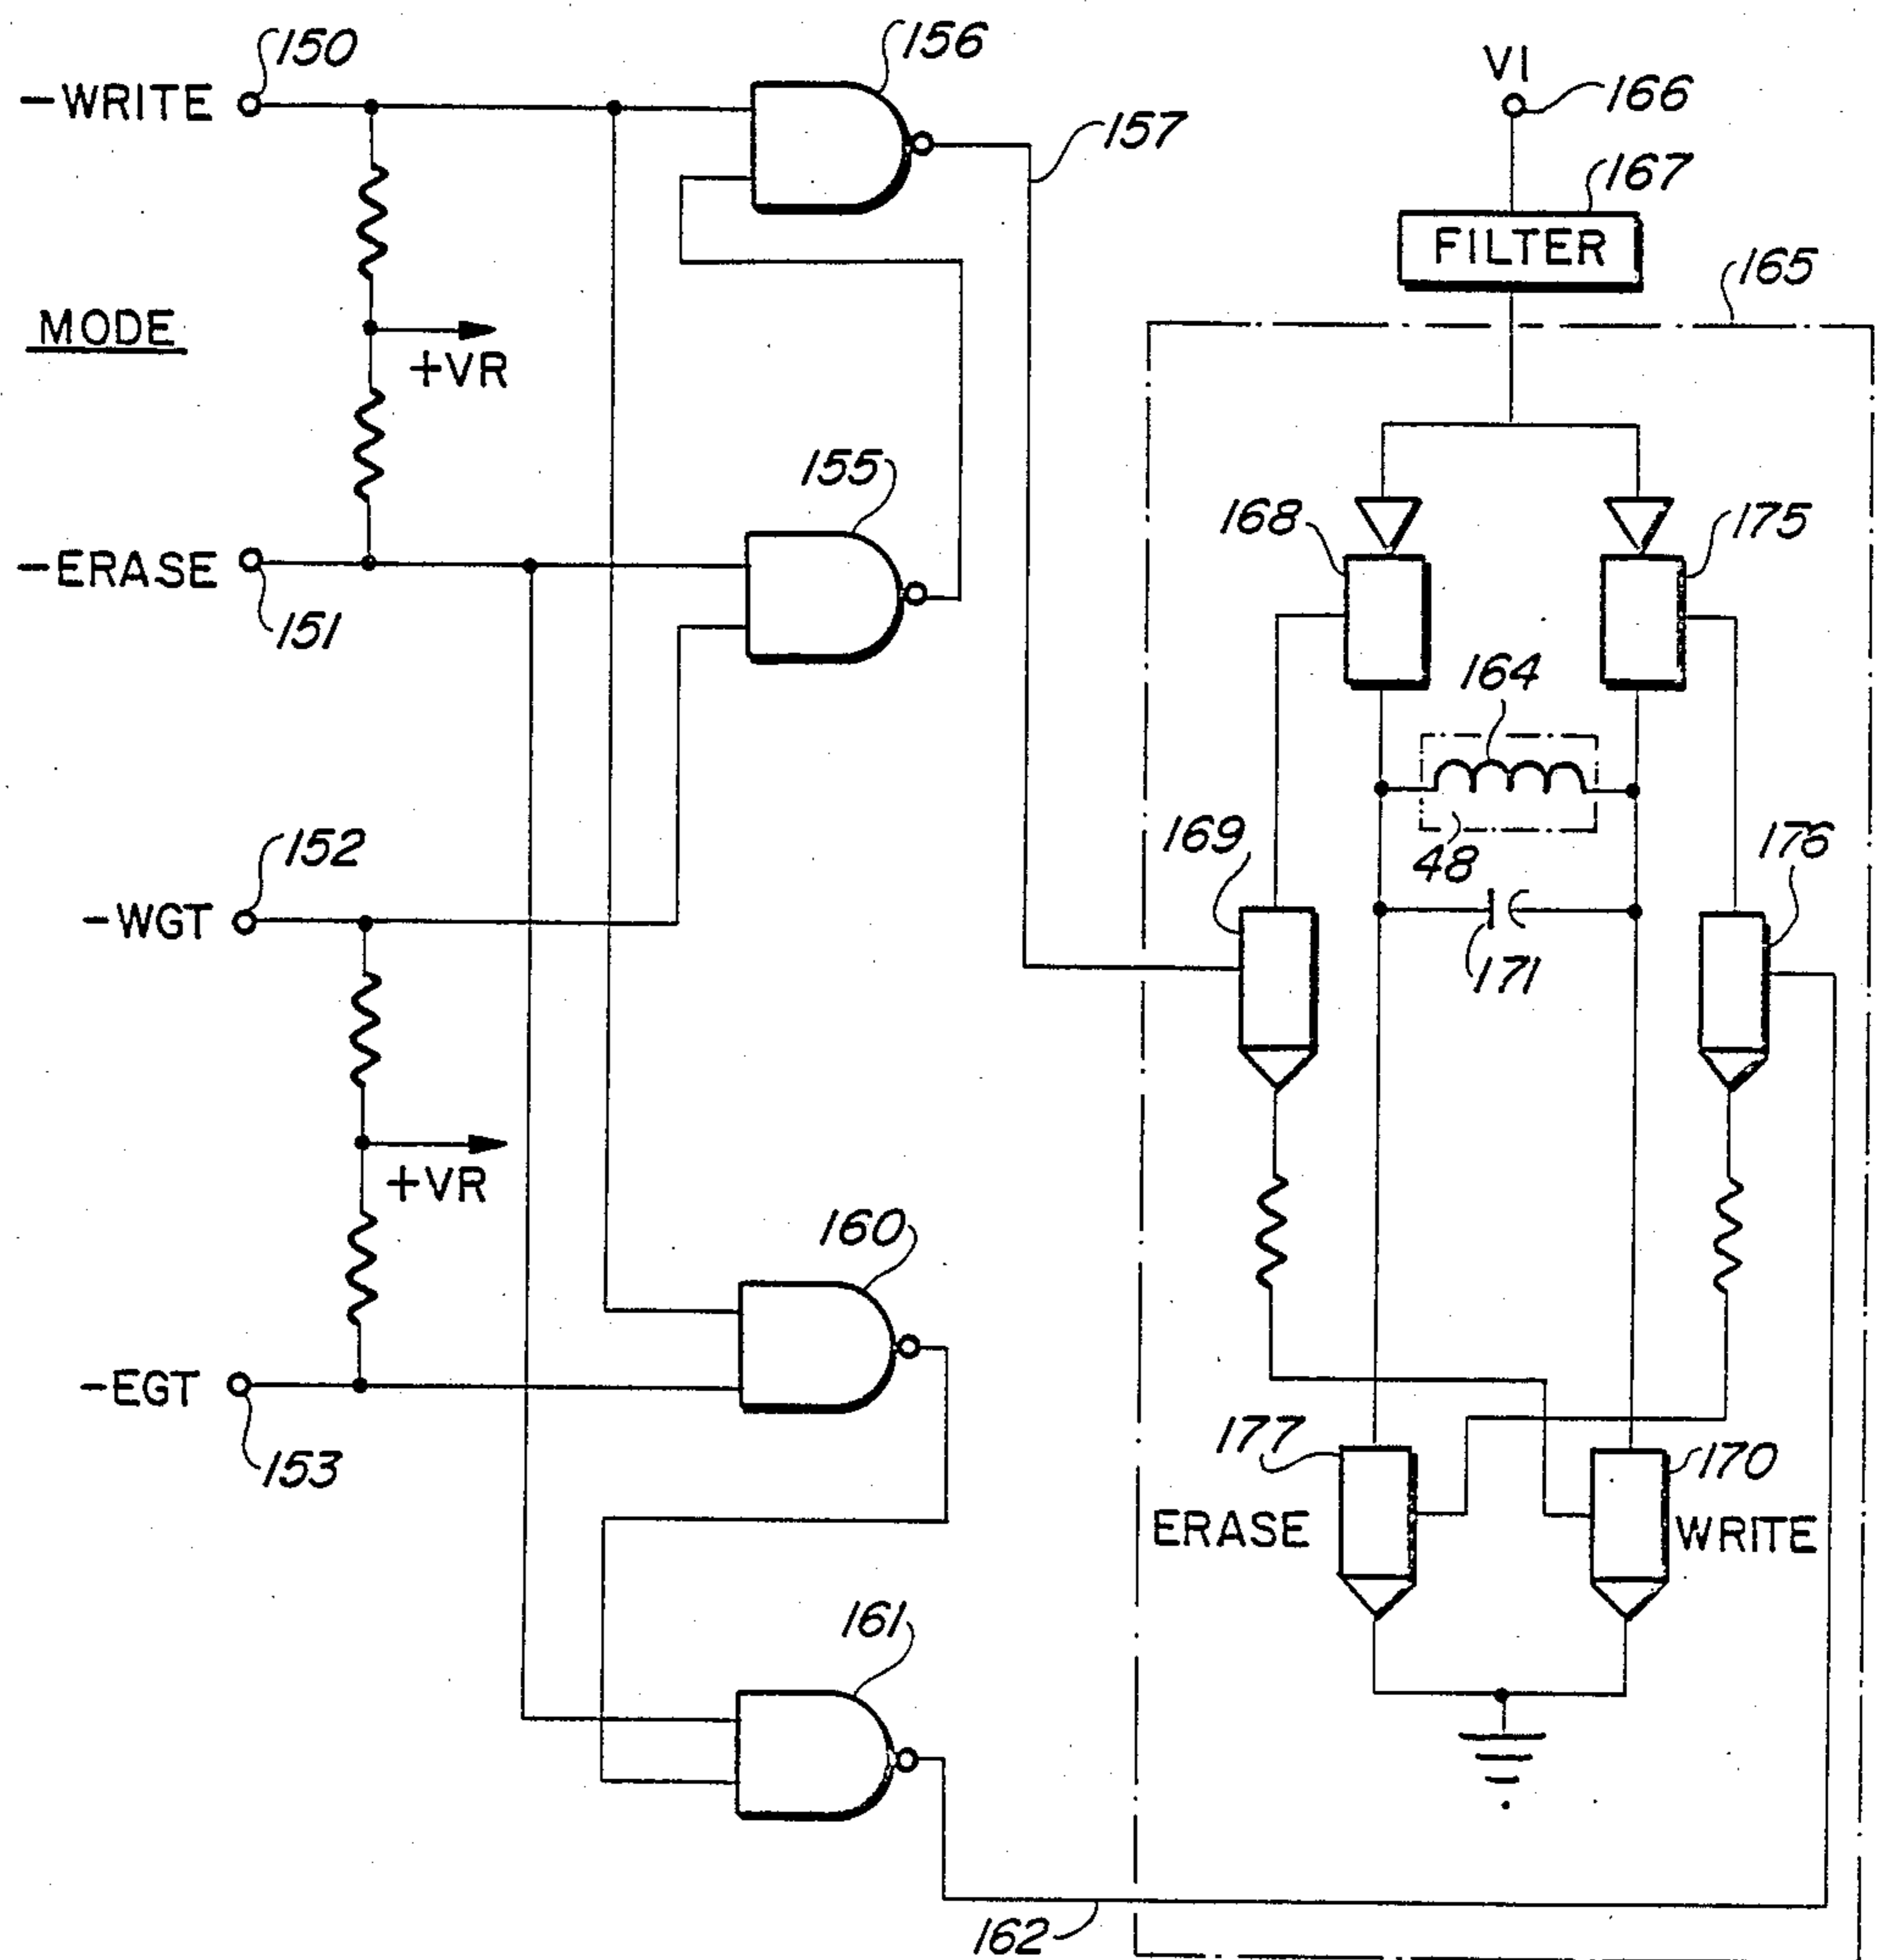 150
-WRITE
156
157
VI
166
167
FILTER
165
MODE
+VR
155
168
175
-ERASE
151
164
48
152
-WGT
169
176
171
+VR
160
-EGT
153
177
170
ERASE
WRITE
161
162